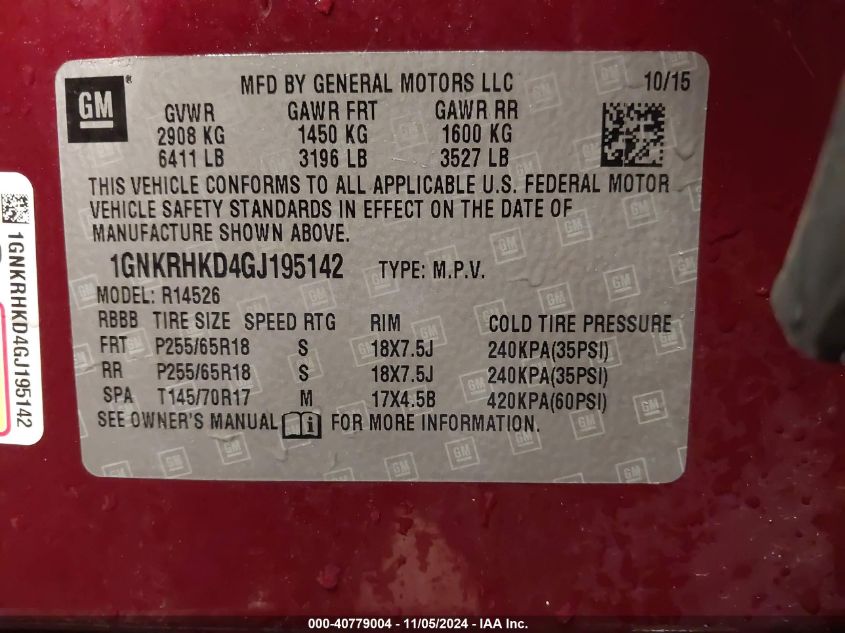 GM
MFD BY GENERAL MOTORS LLC 10/15
GVWR GAWR FRT GAWR RR
2908 KG 1450 KG 1600 KG
6411 LB 3196 LB 3527 LB
THIS VEHICLE CONFORMS TO ALL APPLICABLE U.S. FEDERAL MOTOR
VEHICLE SAFETY STANDARDS IN EFFECT ON THE DATE OF
MANUFACTURE SHOWN ABOVE.
1GNKRHKD4GJ195142 TYPE: M.P.V.
MODEL: R14526
RBBB TIRE SIZE SPEED RTG RIM COLD TIRE PRESSURE
FRT P255/65R18 S 18X7.5J 240KPA(35PSI)
RR P255/65R18 S 18X7.5J 240KPA(35PSI)
SPA T145/70R17 M 17X4.5B 420KPA(60PSI)
SEE OWNER'S MANUAL FOR MORE INFORMATION.
1GNKRHKD4GJ195142
000-40779004 - 11/05/2024 - IAA Inc.